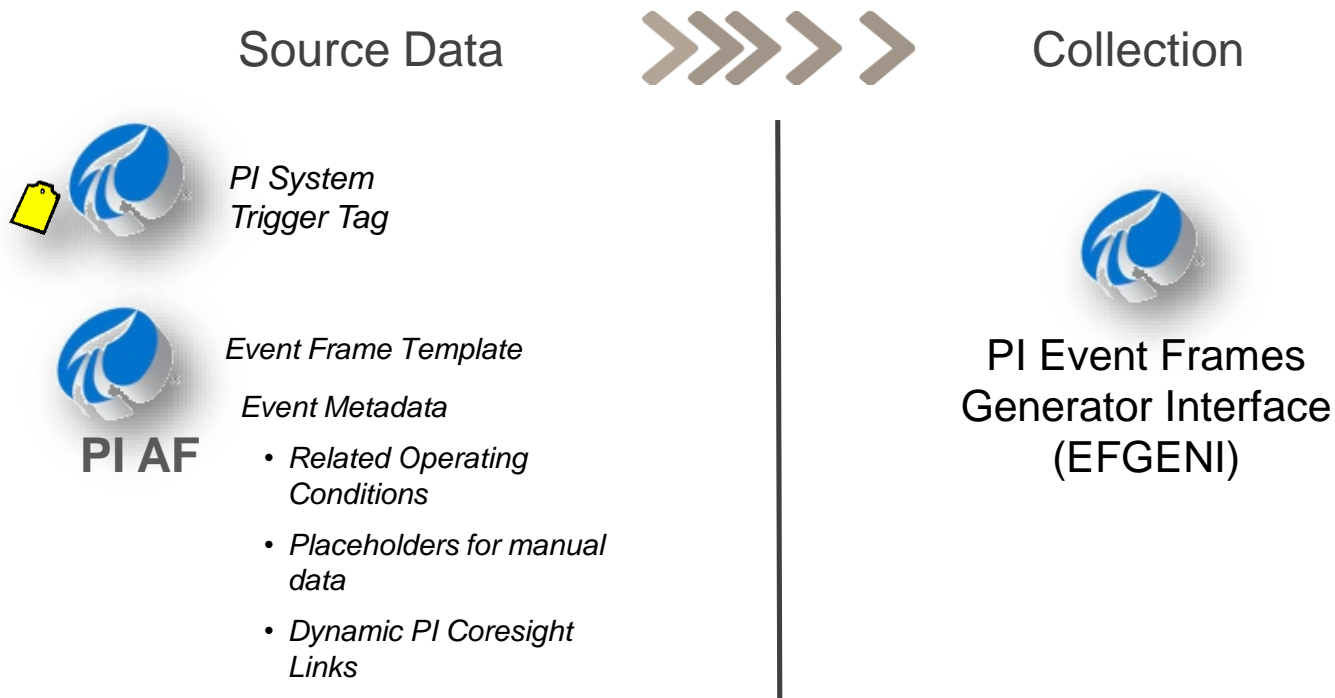 Source Data
Collection
PI System
Trigger Tag
Event Frame Template
Event Metadata
PI AF
• Related Operating
Conditions
• Placeholders for manual
data
• Dynamic PI Coresight
Links
PI Event Frames
Generator Interface
(EFGENI)